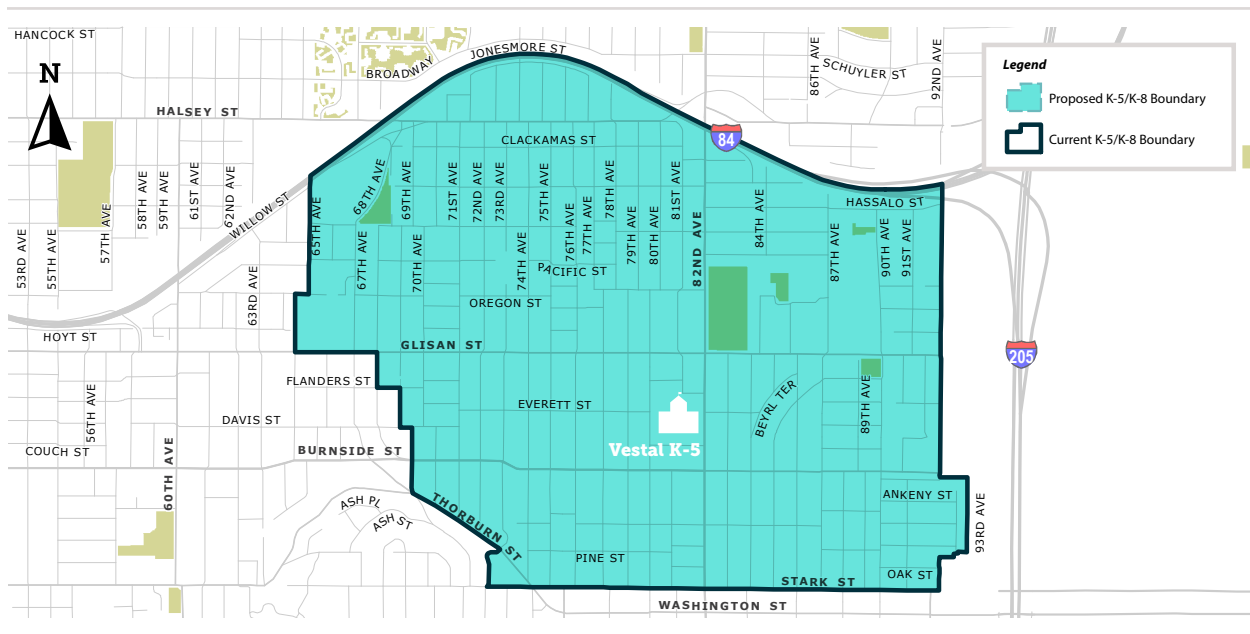 HANCOCK ST
JONESMORE ST
BROADWAY
86TH AVE
SCHUYLER ST
92ND AVE
Legend
Proposed K-5/K-8 Boundary
Current K-5/K-8 Boundary
N
HALSEY ST
84
CLACKAMAS ST
58TH AVE
59TH AVE
61ST AVE
62ND AVE
68TH AVE
69TH AVE
71ST AVE
72ND AVE
73RD AVE
75TH AVE
78TH AVE
81ST AVE
57TH AVE
WILLOW ST
65TH AVE
76TH AVE
77TH AVE
79TH AVE
80TH AVE
82ND AVE
84TH AVE
HASSALO ST
53RD AVE
55TH AVE
63RD AVE
67TH AVE
70TH AVE
74TH AVE
PACIFIC ST
87TH AVE
90TH AVE
91ST AVE
OREGON ST
HOYT ST
GLISAN ST
205
FLANDERS ST
56TH AVE
DAVIS ST
EVERETT ST
BEYRL TER
89TH AVE
COUCH ST
60TH AVE
BURNSIDE ST
Vestal K-5
ASH PL
ASH ST
THORBURN ST
ANKENY ST
93RD AVE
PINE ST
OAK ST
STARK ST
WASHINGTON ST